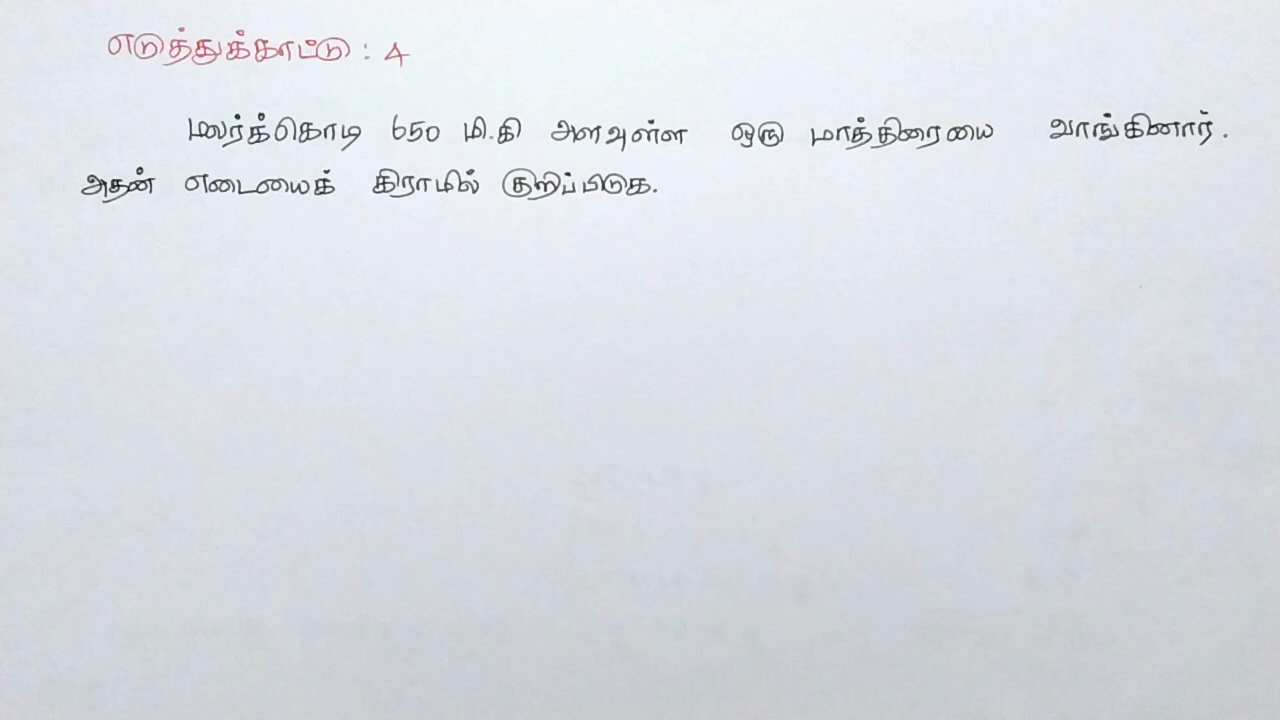 எடுத்துக்காட்டு : 4
மலர்க்கொடி 650 மி.கி அளவுள்ள ஒரு மாத்திரையை வாங்கினார்.
அதன் எடையைக் கிராமில் குறிப்பிடுக.